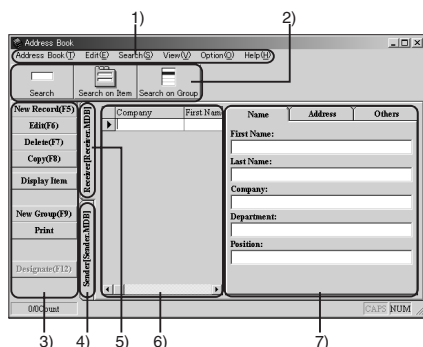 1)
2)
Address Book
Address Book(T) Edit(E) Search(S) View(V) Option(O) Help(H)
Search Search on Item Search on Group
New Record(F5)
Edit(F6)
Delete(F7)
Copy(F8)
Display Item
New Group(F9)
Print
Designate(F12)
Receiver[Receiver.MDB]
Sender[Sender.MDB]
Company First Nam
Name Address Others
First Name:
Last Name:
Company:
Department:
Position:
0/0Count
CAPS NUM
3) 4) 5) 6) 7)